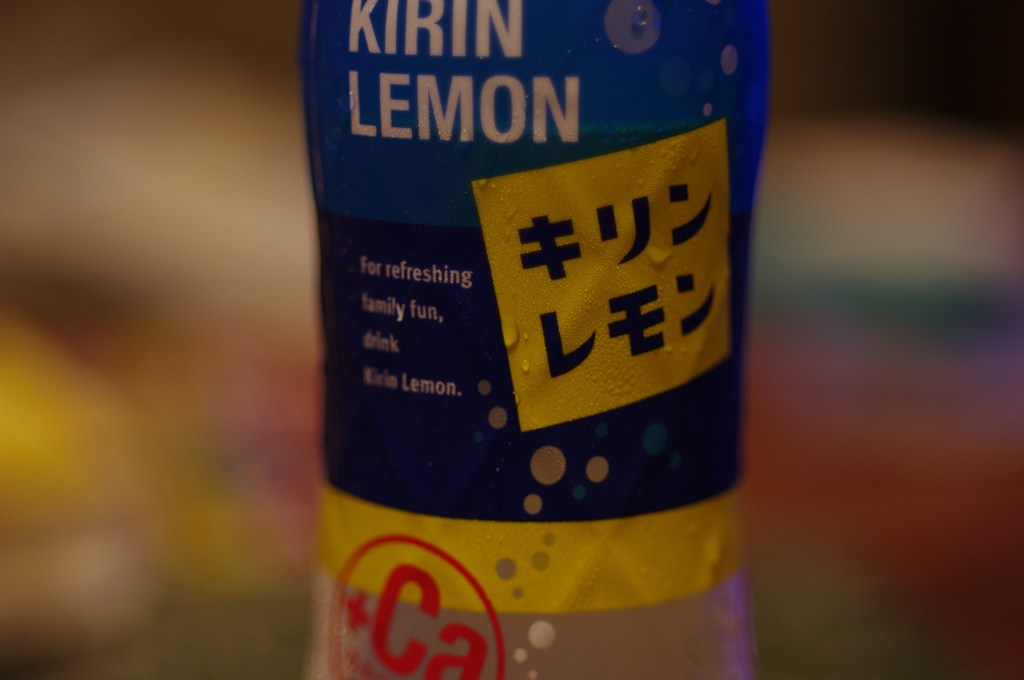 KIRIN
LEMON
キリン
レモン
For refreshing
family fun,
drink
Kirin Lemon.
+Ca